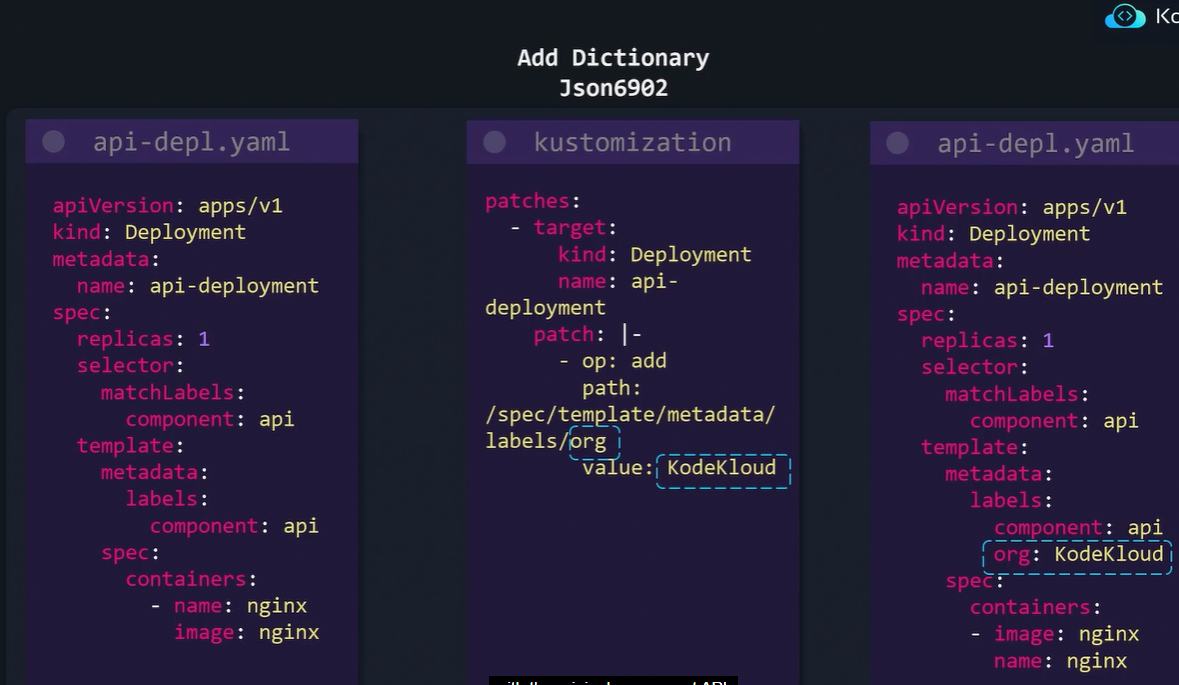 Ko
Add Dictionary
Json6902
api-depl.yaml
apiVersion: apps/v1
kind: Deployment
metadata:
  name: api-deployment
spec:
  replicas: 1
  selector:
    matchLabels:
      component: api
  template:
    metadata:
      labels:
        component: api
    spec:
      containers:
        - name: nginx
          image: nginx
kustomization
patches:
  - target:
      kind: Deployment
      name: api-
deployment
    patch: |-
      - op: add
        path:
/spec/template/metadata/
labels/org
        value: KodeKloud
api-depl.yaml
apiVersion: apps/v1
kind: Deployment
metadata:
  name: api-deployment
spec:
  replicas: 1
  selector:
    matchLabels:
      component: api
  template:
    metadata:
      labels:
        component: api
        org: KodeKloud
    spec:
      containers:
      - image: nginx
        name: nginx